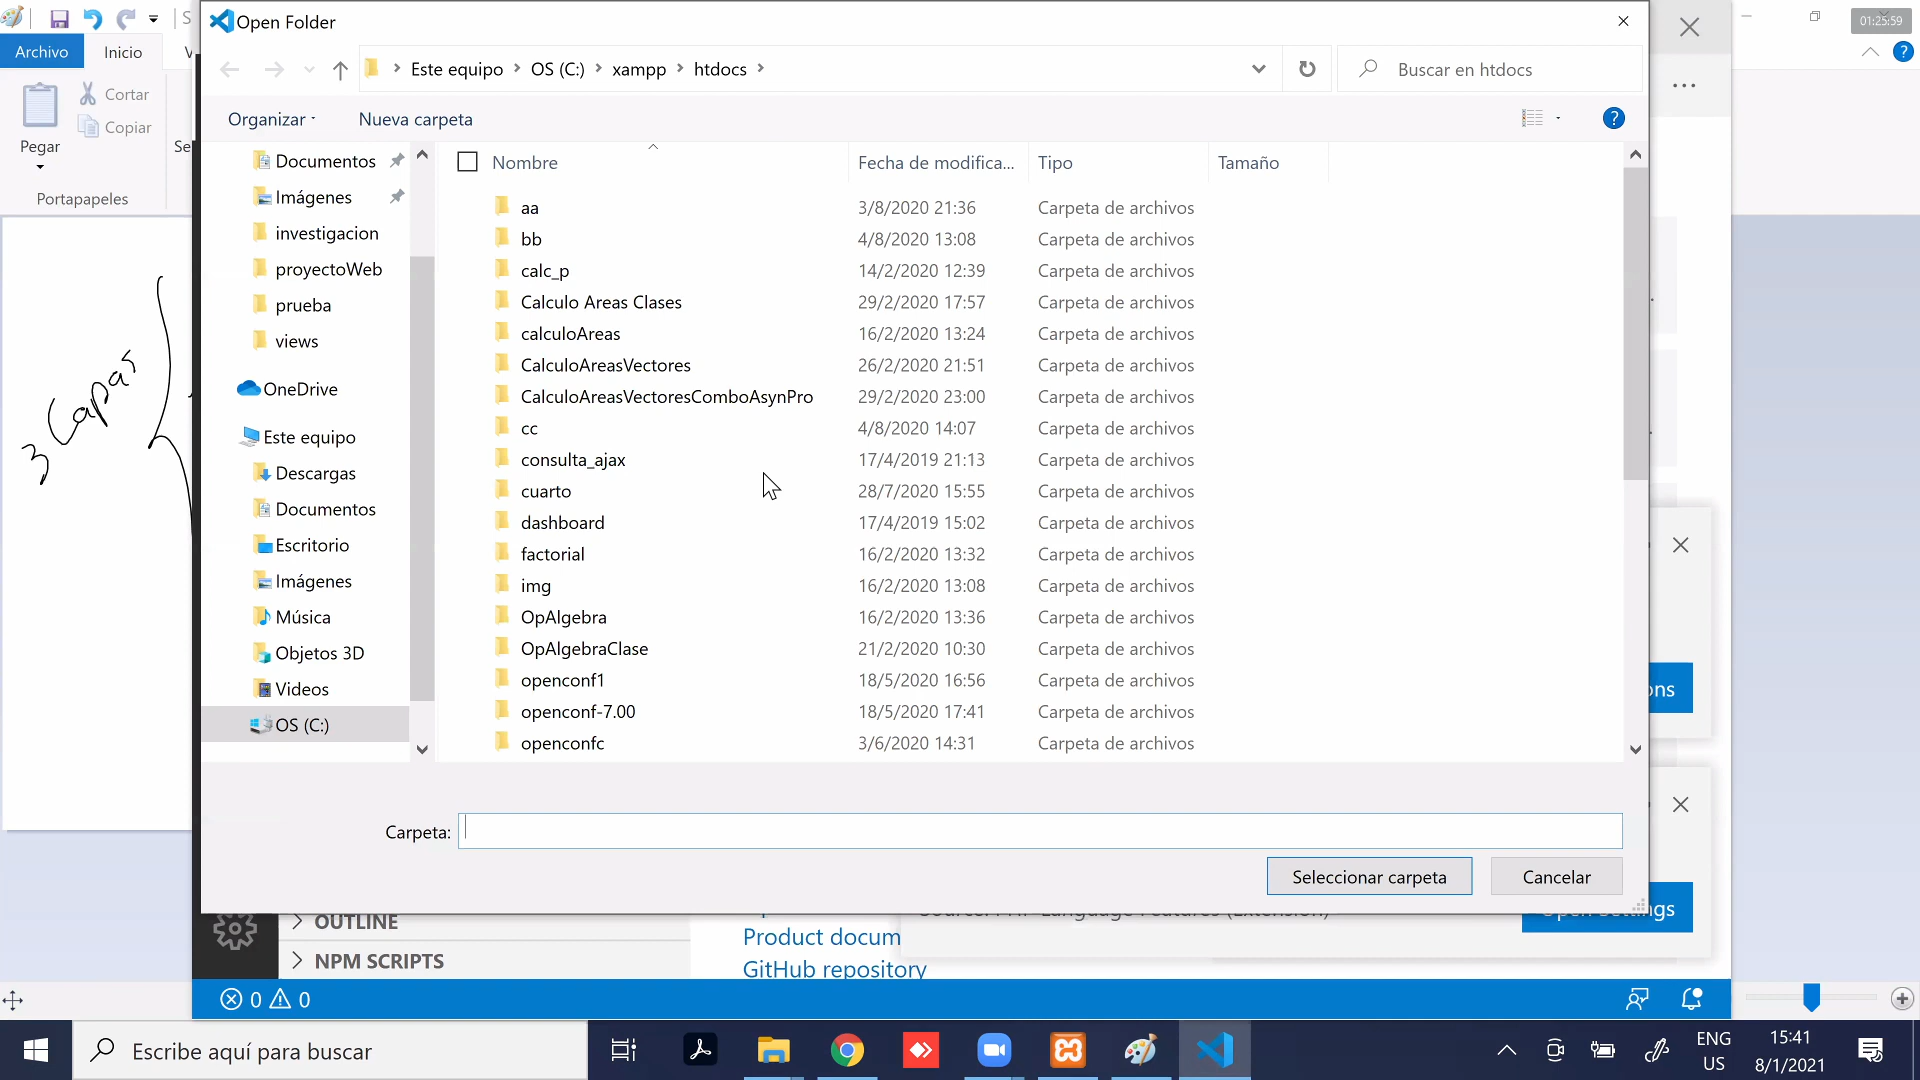 Open Folder
01:25:59
Archivo
Inicio
V
Este equipo
OS (C:)
xampp
htdocs
Buscar en htdocs
Cortar
Copiar
Pegar
Se
Portapapeles
Organizar
Nueva carpeta
Nombre
Fecha de modifica...
Tipo
Tamaño
Documentos
Imágenes
investigacion
proyectoWeb
prueba
views
OneDrive
Este equipo
Descargas
Documentos
Escritorio
Imágenes
Música
Objetos 3D
Videos
OS (C:)
aa 3/8/2020 21:36 Carpeta de archivos
bb 4/8/2020 13:08 Carpeta de archivos
calc_p 14/2/2020 12:39 Carpeta de archivos
Calculo Areas Clases 29/2/2020 17:57 Carpeta de archivos
calculoAreas 16/2/2020 13:24 Carpeta de archivos
CalculoAreasVectores 26/2/2020 21:51 Carpeta de archivos
CalculoAreasVectoresComboAsynPro 29/2/2020 23:00 Carpeta de archivos
cc 4/8/2020 14:07 Carpeta de archivos
consulta_ajax 17/4/2019 21:13 Carpeta de archivos
cuarto 28/7/2020 15:55 Carpeta de archivos
dashboard 17/4/2019 15:02 Carpeta de archivos
factorial 16/2/2020 13:32 Carpeta de archivos
img 16/2/2020 13:08 Carpeta de archivos
OpAlgebra 16/2/2020 13:36 Carpeta de archivos
OpAlgebraClase 21/2/2020 10:30 Carpeta de archivos
openconf1 18/5/2020 16:56 Carpeta de archivos
openconf-7.00 18/5/2020 17:41 Carpeta de archivos
openconfc 3/6/2020 14:31 Carpeta de archivos
3 Capas
ons
Carpeta:
Seleccionar carpeta
Cancelar
OUTLINE
NPM SCRIPTS
Product docum
GitHub repository
0 0
Escribe aquí para buscar
ENG
US
15:41
8/1/2021